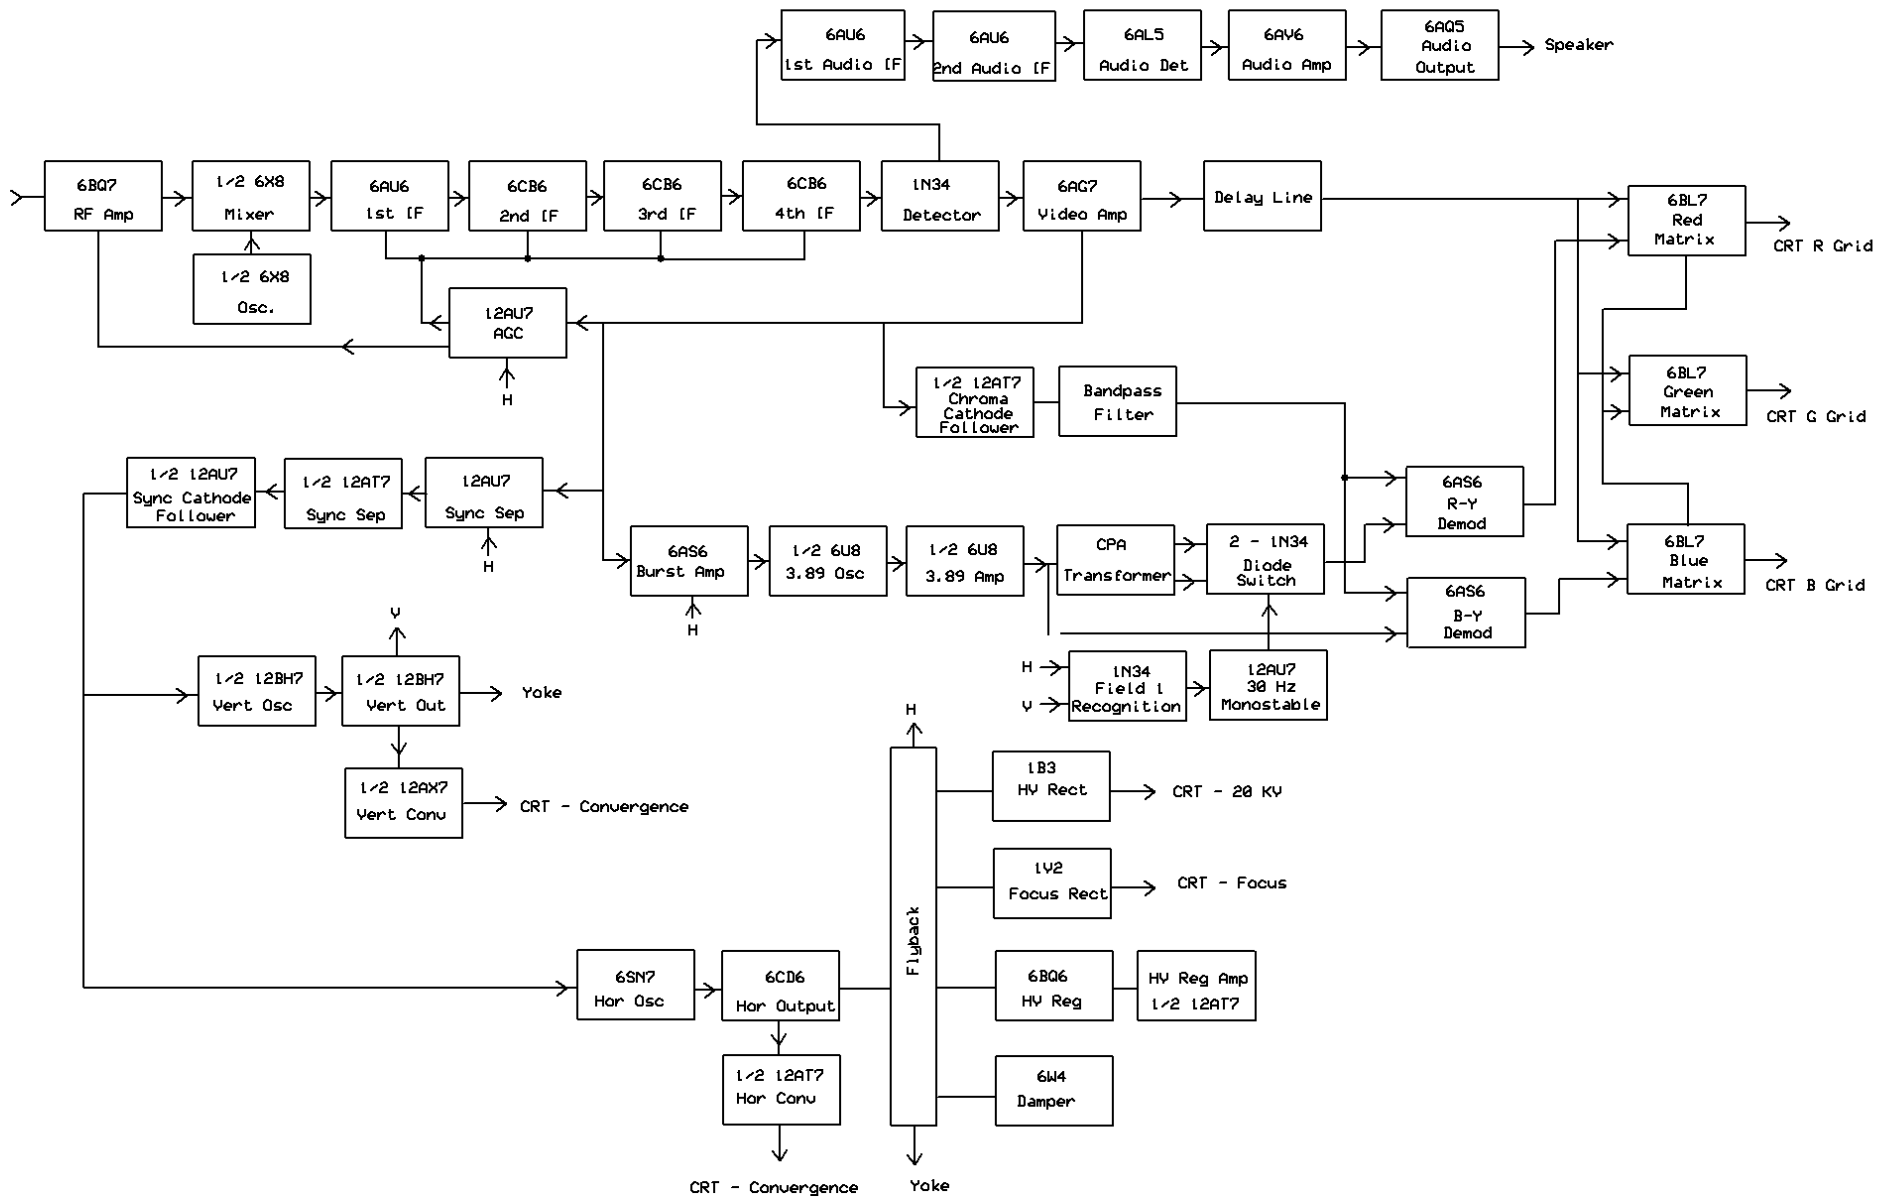 6AU6
1st Audio IF
6AU6
2nd Audio IF
6AL5
Audio Det
6AV6
Audio Amp
6AQ5
Audio
Output
Speaker
6BQ7
RF Amp
1/2 6X8
Mixer
6AU6
1st IF
6CB6
2nd IF
6CB6
3rd IF
6CB6
4th IF
1N34
Detector
6AG7
Video Amp
Delay Line
6BL7
Red
Matrix
CRT R Grid
1/2 6X8
Osc.
12AU7
AGC
H
1/2 12AT7
Chroma
Cathode
Follower
Bandpass
Filter
6BL7
Green
Matrix
CRT G Grid
1/2 12AU7
Sync Cathode
Follower
1/2 12AT7
Sync Sep
12AU7
Sync Sep
H
6AS6
R-Y
Demod
6AS6
Burst Amp
H
1/2 6U8
3.89 Osc
1/2 6U8
3.89 Amp
CPA
Transformer
2 - 1N34
Diode
Switch
6BL7
Blue
Matrix
CRT B Grid
6AS6
B-Y
Demod
V
1/2 12BH7
Vert Osc
1/2 12BH7
Vert Out
Yoke
H
V
1N34
Field 1
Recognition
12AU7
30 Hz
Monostable
H
1/2 12AX7
Vert Conv
CRT - Convergence
1B3
HV Rect
CRT - 20 KV
1V2
Focus Rect
CRT - Focus
Flyback
6SN7
Hor Osc
6CD6
Hor Output
6BQ6
HV Reg
HV Reg Amp
1/2 12AT7
1/2 12AT7
Hor Conv
6W4
Damper
CRT - Convergence
Yoke